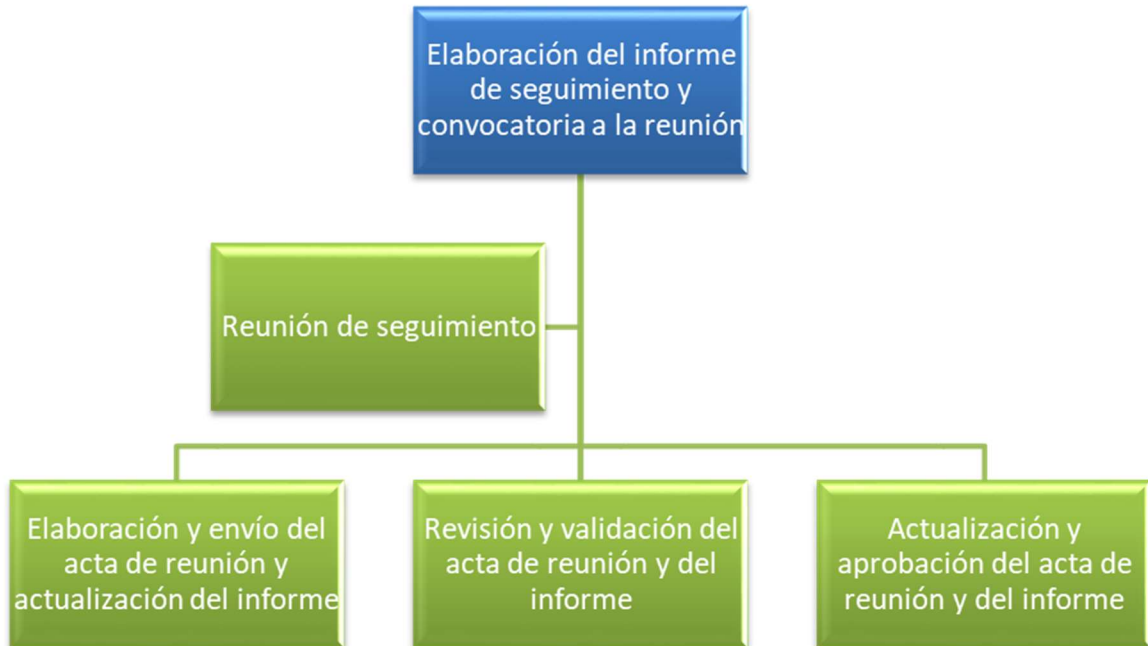 Elaboración del informe
de seguimiento y
convocatoria a la reunión
Reunión de seguimiento
Elaboración y envío del
acta de reunión y
actualización del informe
Revisión y validación del
acta de reunión y del
informe
Actualización y
aprobación del acta de
reunión y del informe